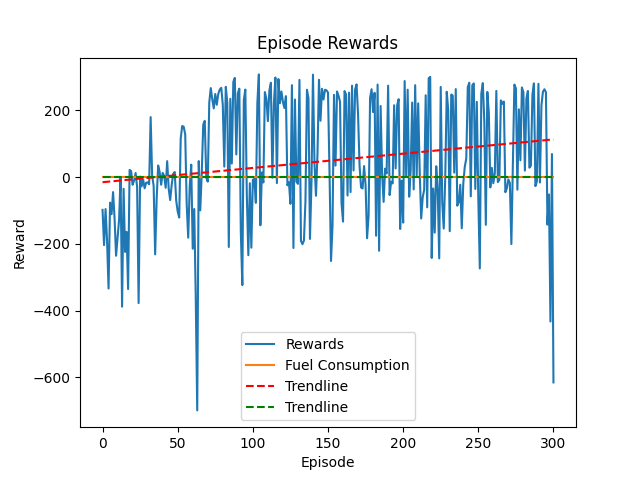 Episode Rewards
200
0
−200
−400
−600
Reward
Rewards
Fuel Consumption
Trendline
Trendline
0
50
100
150
200
250
300
Episode